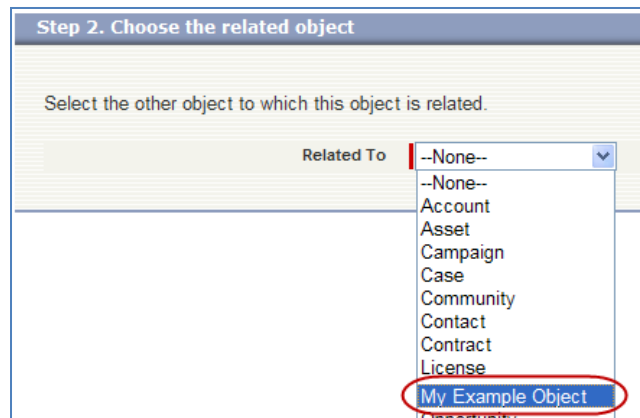 Step 2. Choose the related object
Select the other object to which this object is related.
Related To --None--
--None--
Account
Asset
Campaign
Case
Community
Contact
Contract
License
My Example Object
Opportunity